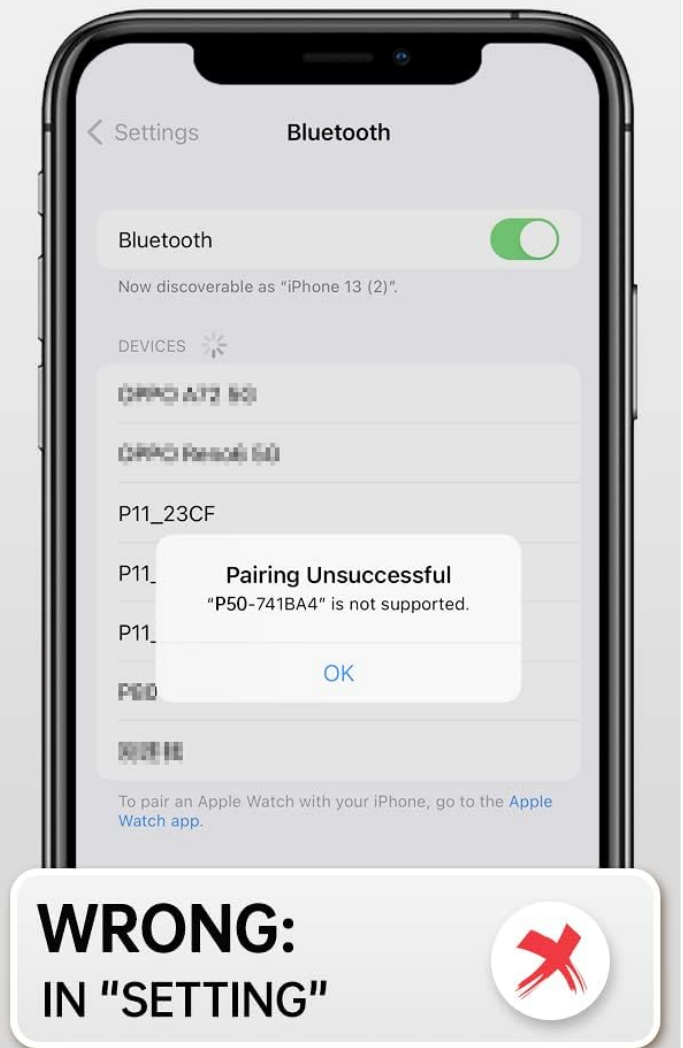 Settings
Bluetooth
Bluetooth
Now discoverable as "iPhone 13 (2)".
DEVICES
P11_23CF
P11_
P11_
Pairing Unsuccessful
"P50-741BA4" is not supported.
OK
To pair an Apple Watch with your iPhone, go to the Apple
Watch app.
WRONG:
IN "SETTING"